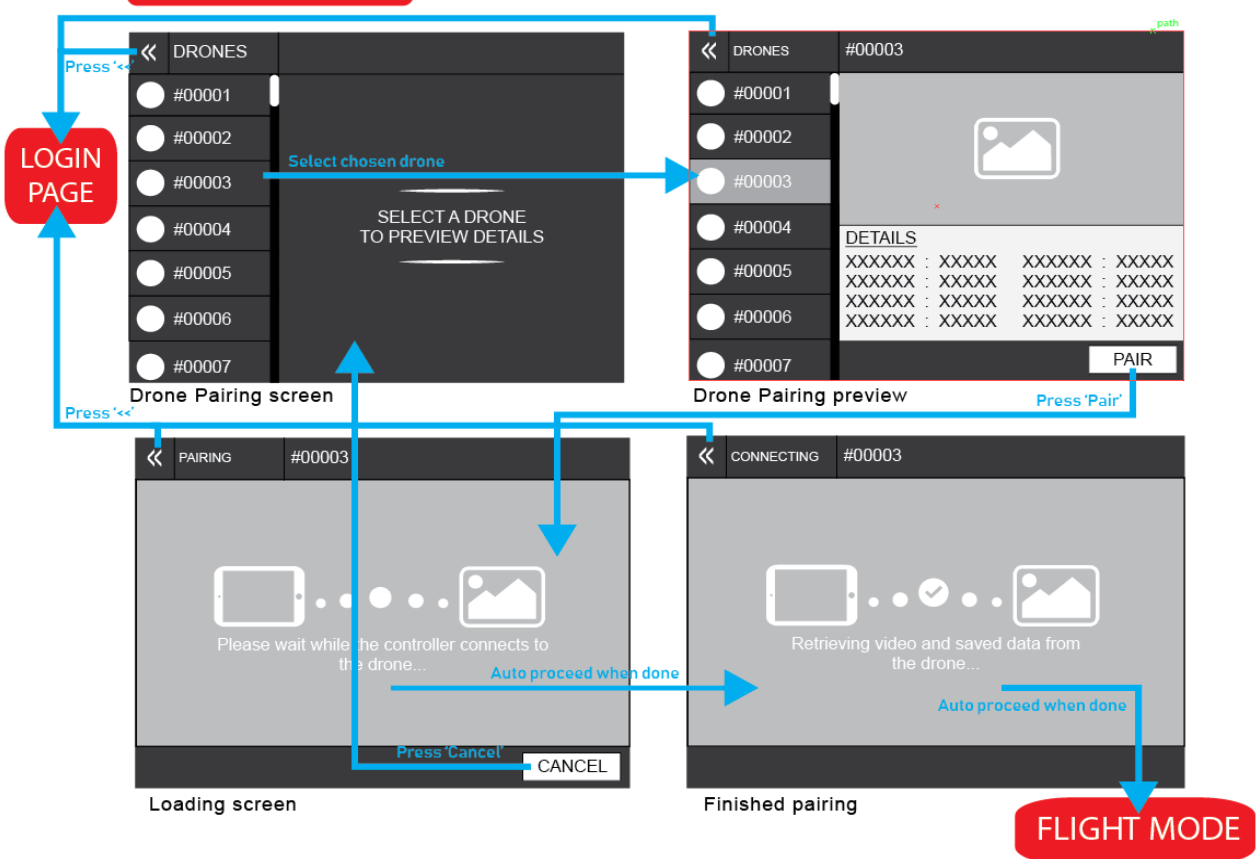 path
« DRONES
Press '<<'
#00001
#00002
#00003
#00004
#00005
#00006
#00007
Select chosen drone
SELECT A DRONE
TO PREVIEW DETAILS
Drone Pairing screen
LOGIN
PAGE
« DRONES #00003
#00001
#00002
#00003
#00004
#00005
#00006
#00007
DETAILS
XXXXXX : XXXXX XXXXXX : XXXXX
XXXXXX : XXXXX XXXXXX : XXXXX
XXXXXX : XXXXX XXXXXX : XXXXX
XXXXXX : XXXXX XXXXXX : XXXXX
PAIR
Drone Pairing preview
Press 'Pair'
Press '<<'
« PAIRING #00003
Please wait while the controller connects to
the drone...
Auto proceed when done
Press 'Cancel'
CANCEL
Loading screen
« CONNECTING #00003
Retrieving video and saved data from
the drone...
Auto proceed when done
Finished pairing
FLIGHT MODE